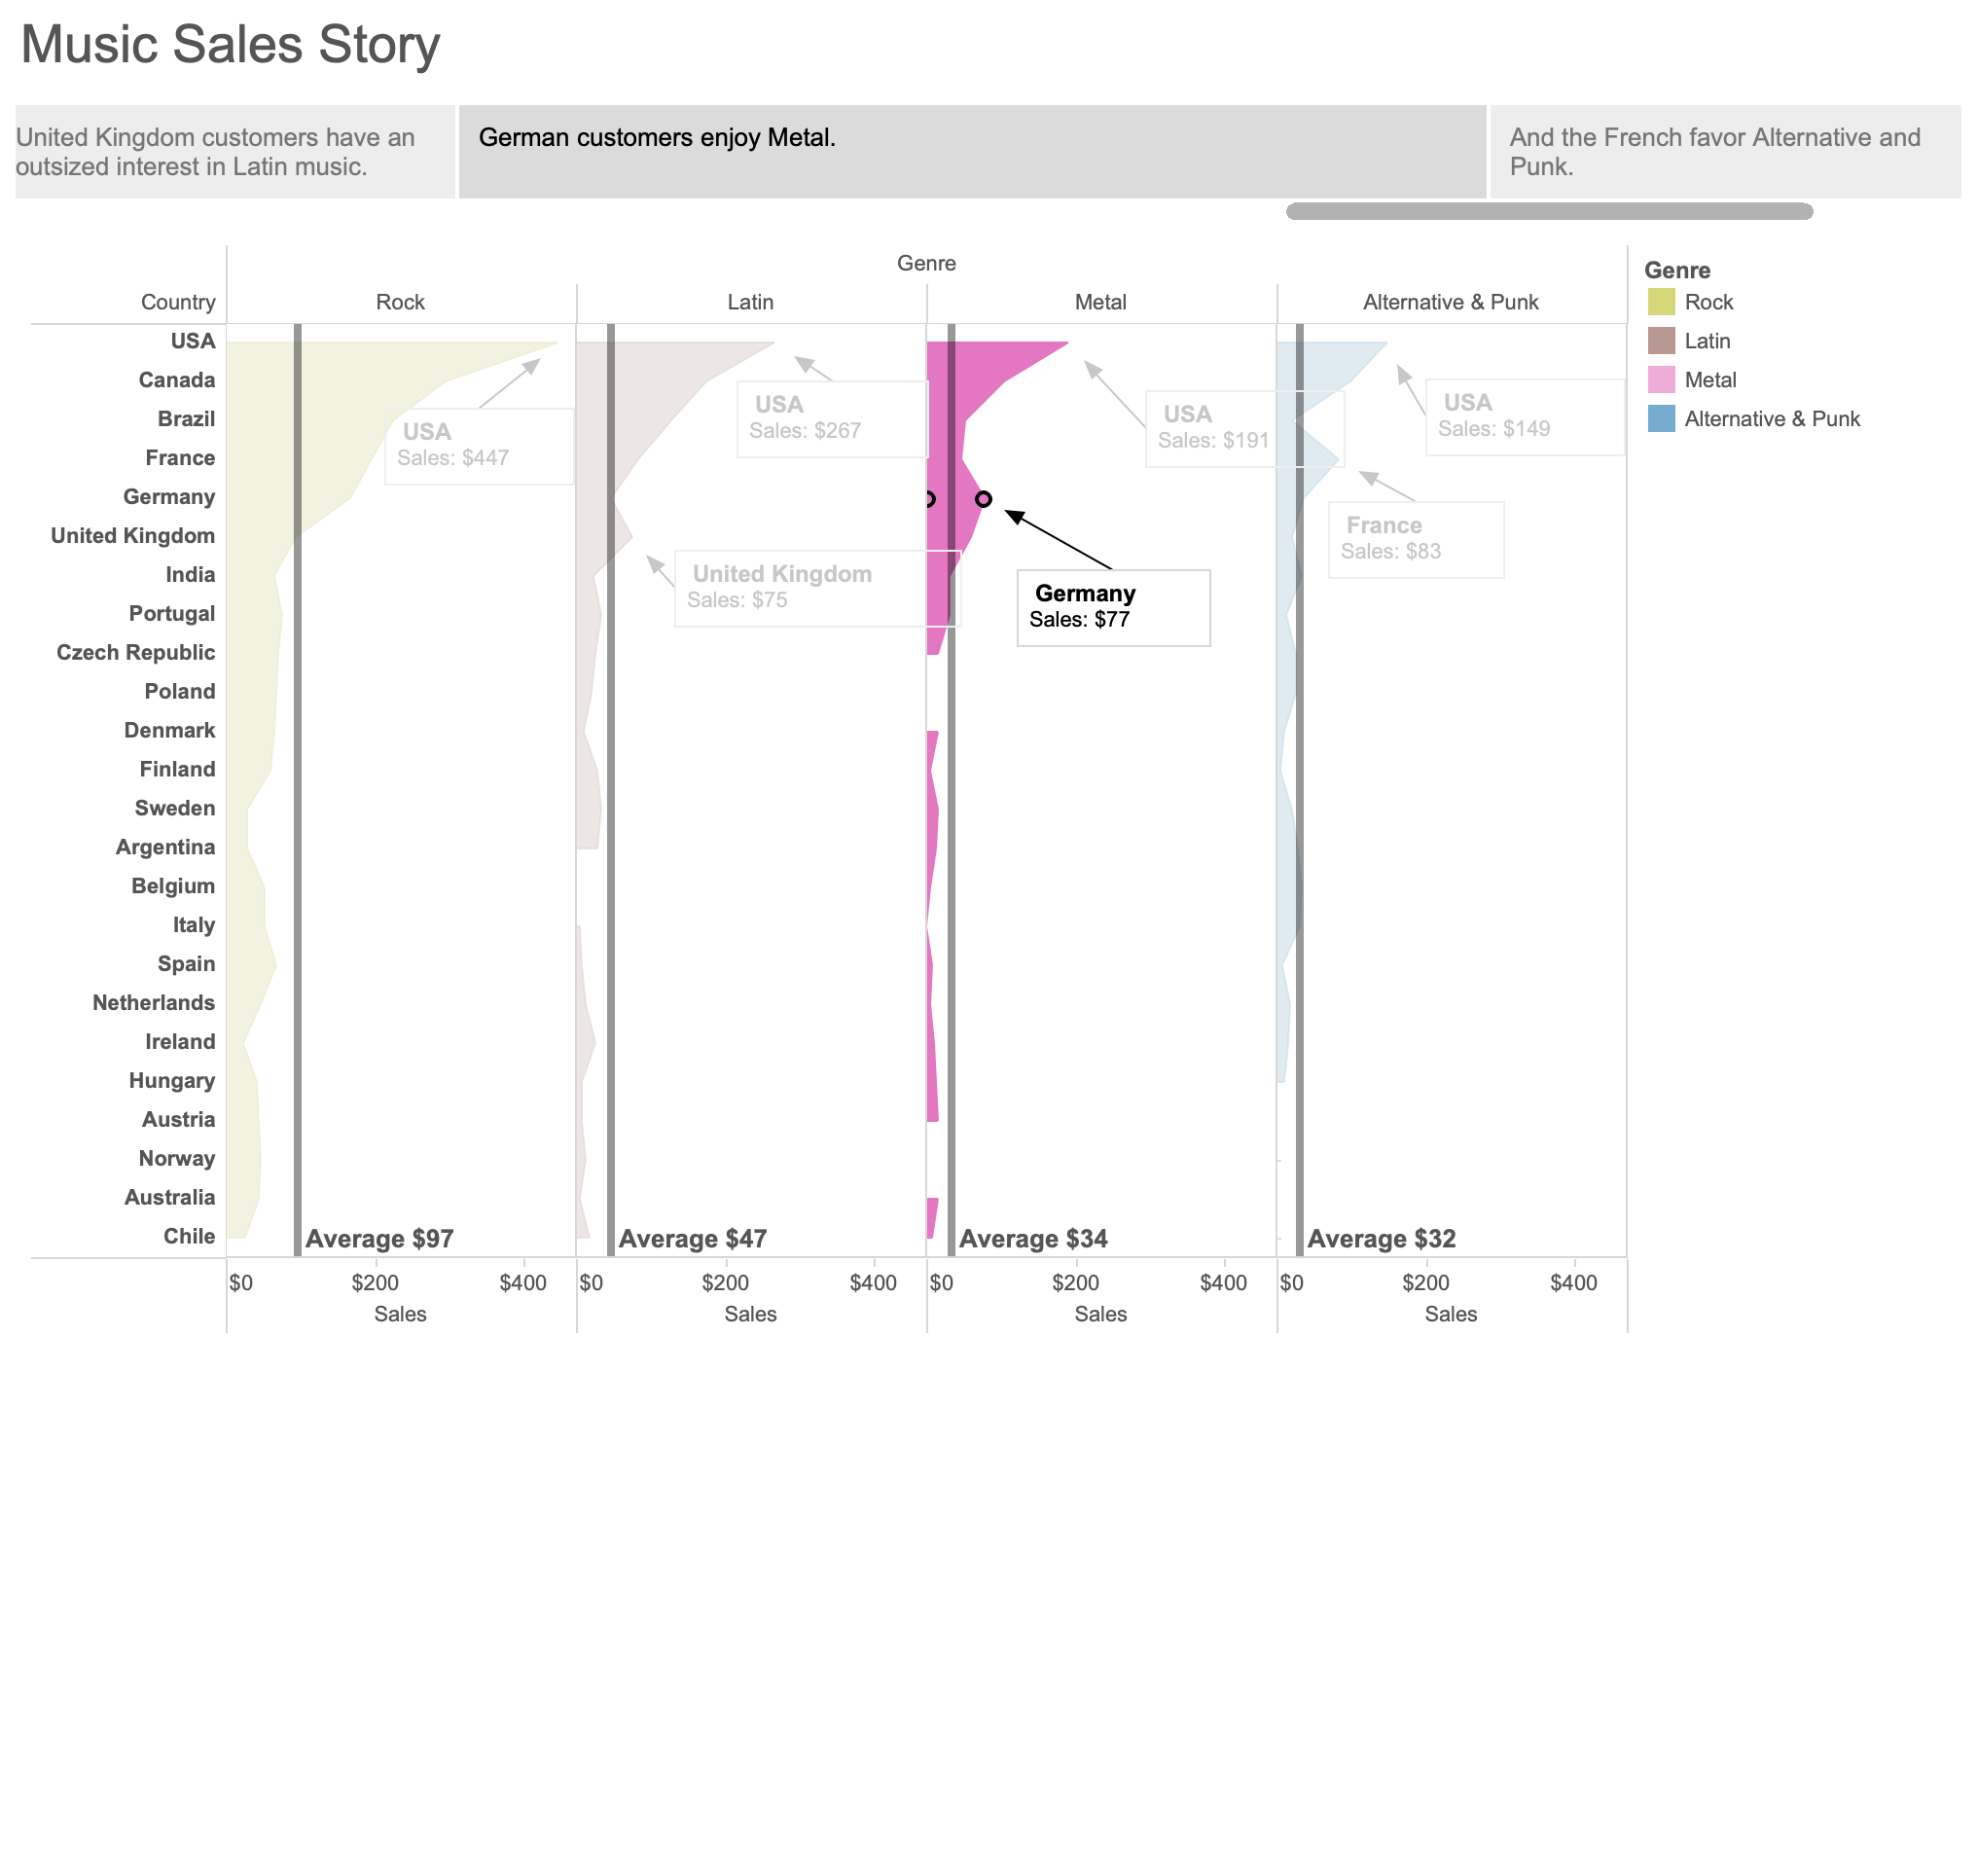 Music Sales Story
United Kingdom customers have an
outsized interest in Latin music.
German customers enjoy Metal.
And the French favor Alternative and
Punk.
Genre
Country
Rock
Latin
Metal
Alternative & Punk
USA
Canada
Brazil
France
Germany
United Kingdom
India
Portugal
Czech Republic
Poland
Denmark
Finland
Sweden
Argentina
Belgium
Italy
Spain
Netherlands
Ireland
Hungary
Austria
Norway
Australia
Chile
USA
Sales: $447
Average $97
USA
Sales: $267
United Kingdom
Sales: $75
Average $47
USA
Sales: $191
Germany
Sales: $77
Average $34
USA
Sales: $149
France
Sales: $83
Average $32
$0 $200 $400
Sales
$0 $200 $400
Sales
$0 $200 $400
Sales
$0 $200 $400
Sales
Genre
Rock
Latin
Metal
Alternative & Punk